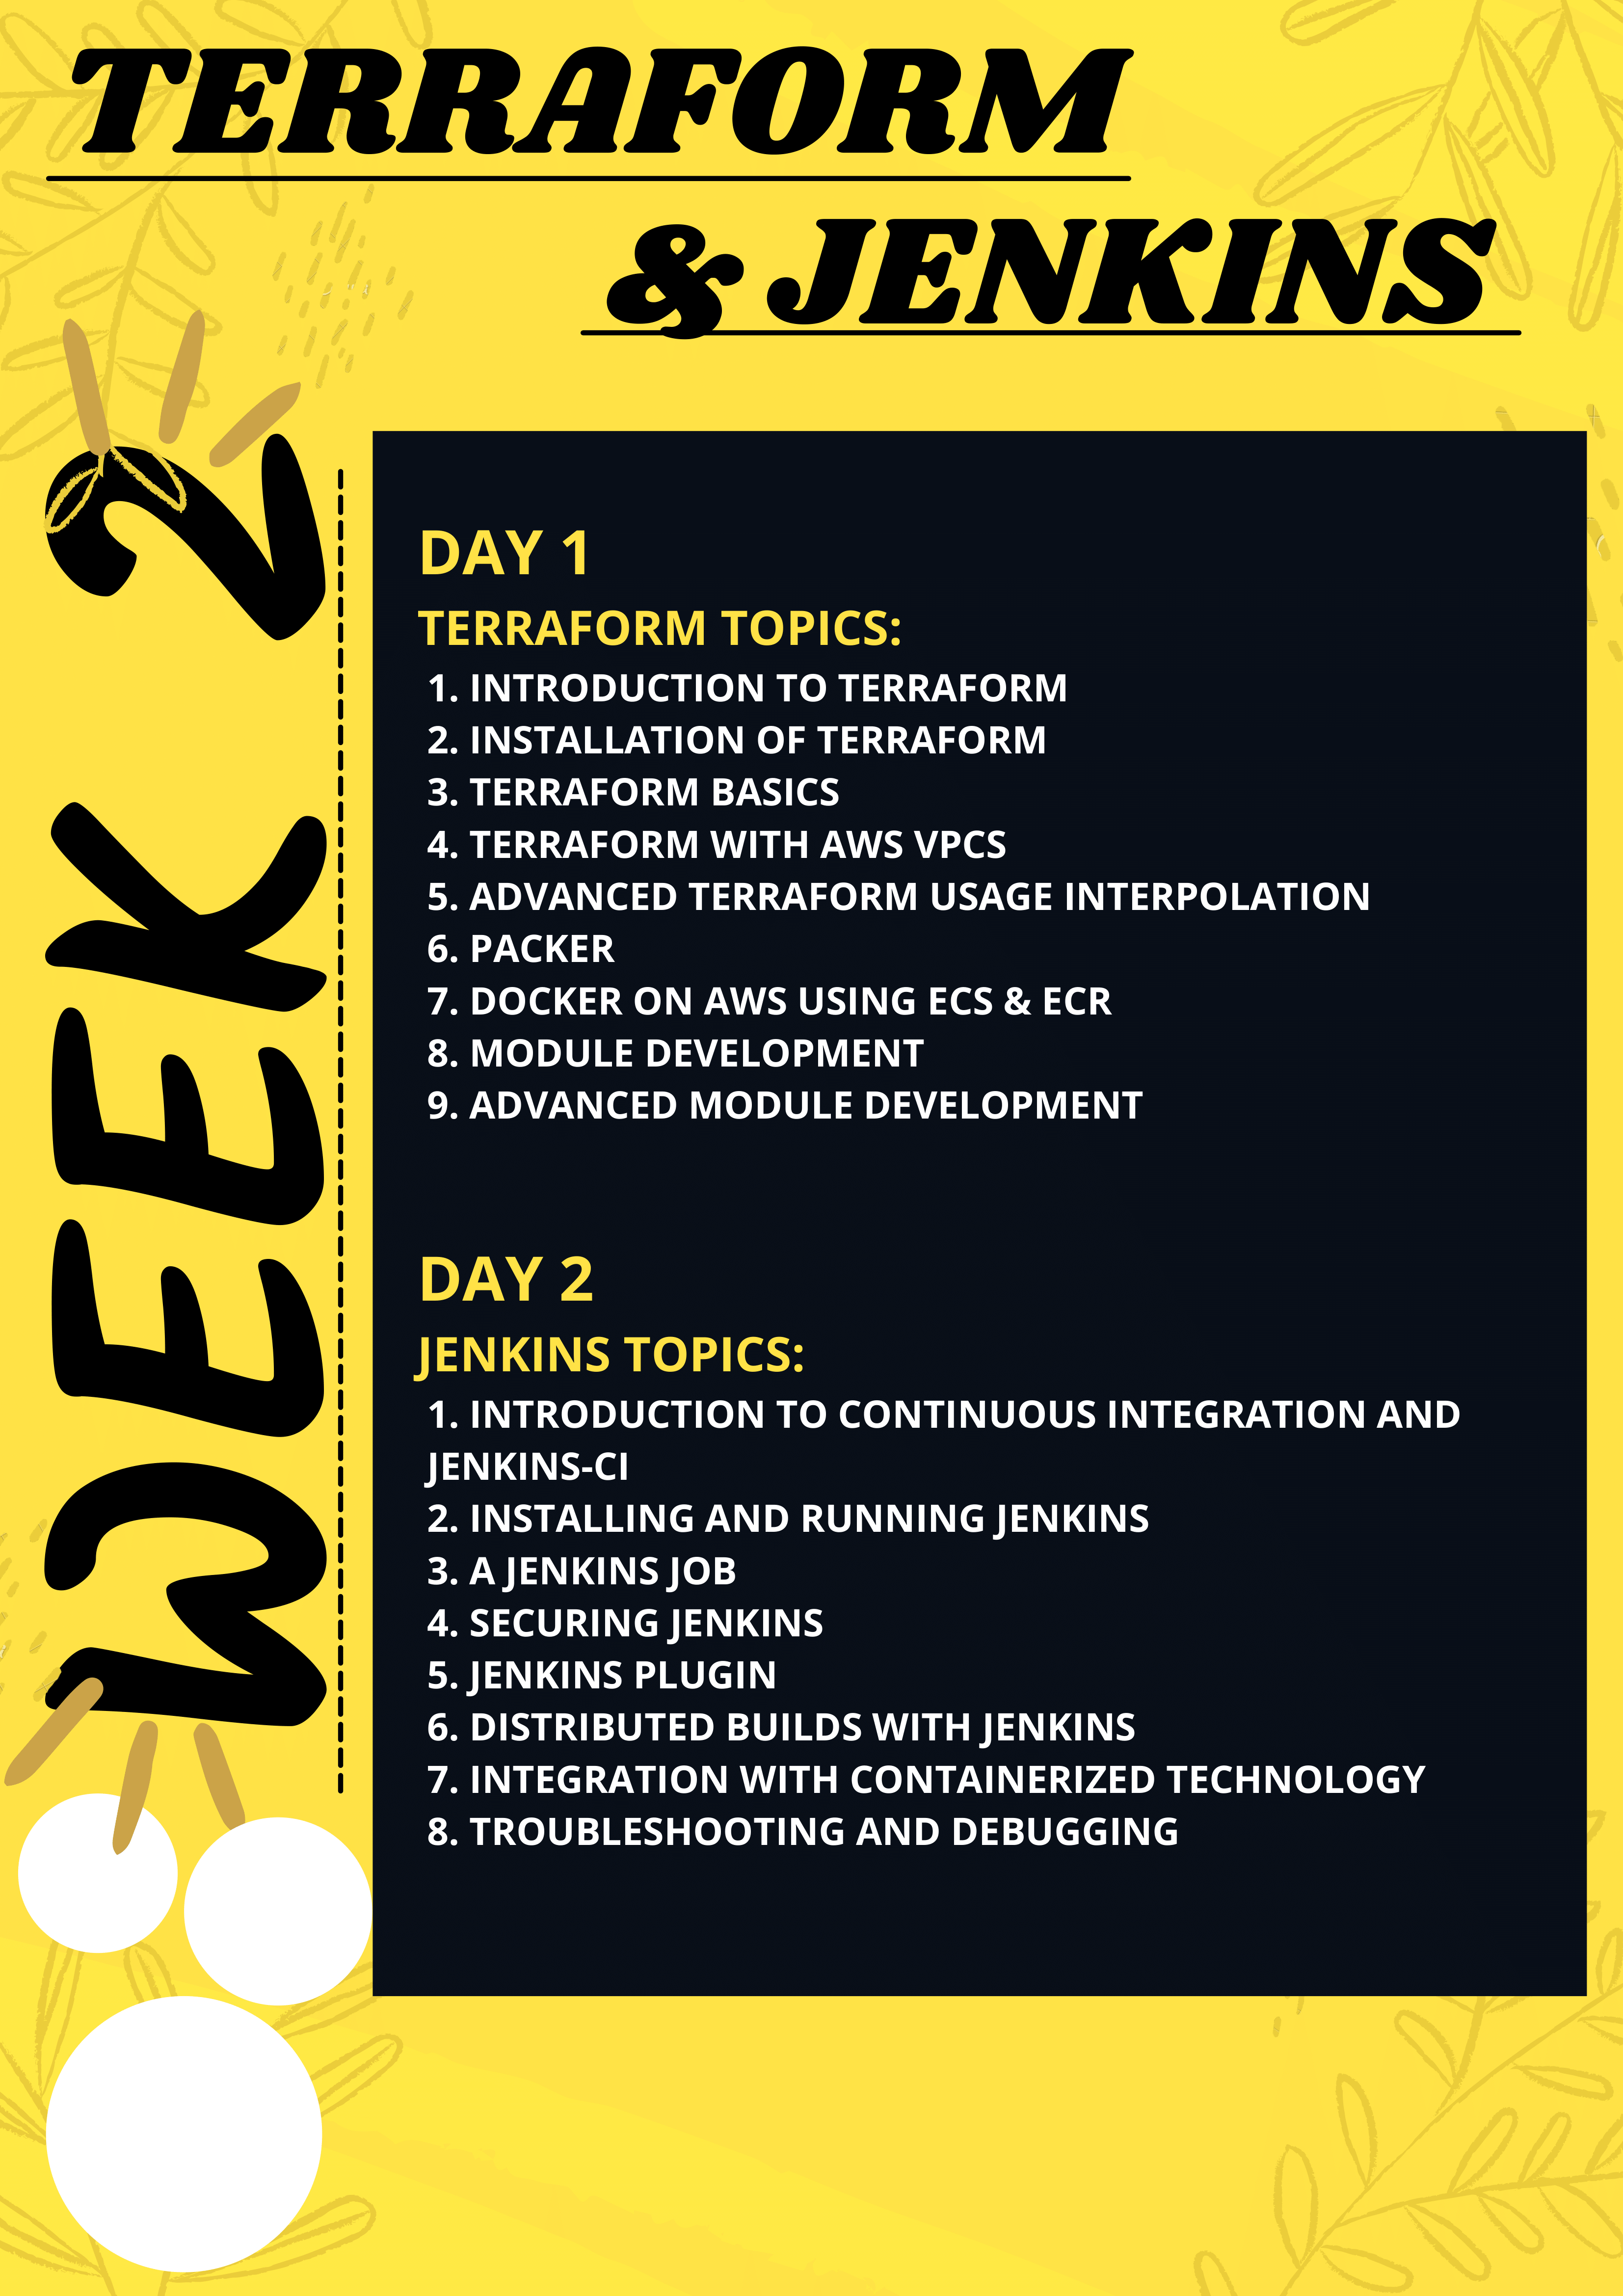 TERRAFORM
& JENKINS
WEEK 2
DAY 1
TERRAFORM TOPICS:
1. INTRODUCTION TO TERRAFORM
2. INSTALLATION OF TERRAFORM
3. TERRAFORM BASICS
4. TERRAFORM WITH AWS VPCS
5. ADVANCED TERRAFORM USAGE INTERPOLATION
6. PACKER
7. DOCKER ON AWS USING ECS & ECR
8. MODULE DEVELOPMENT
9. ADVANCED MODULE DEVELOPMENT
DAY 2
JENKINS TOPICS:
1. INTRODUCTION TO CONTINUOUS INTEGRATION AND
JENKINS-CI
2. INSTALLING AND RUNNING JENKINS
3. A JENKINS JOB
4. SECURING JENKINS
5. JENKINS PLUGIN
6. DISTRIBUTED BUILDS WITH JENKINS
7. INTEGRATION WITH CONTAINERIZED TECHNOLOGY
8. TROUBLESHOOTING AND DEBUGGING